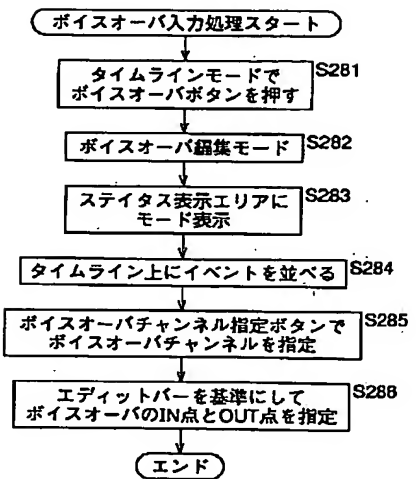 ボイスオーバ入力処理スタート
タイムラインモードで
ボイスオーバボタンを押す
S281
ボイスオーバ編集モード
S282
ステイタス表示エリアに
モード表示
S283
タイムライン上にイベントを並べる
S284
ボイスオーバチャンネル指定ボタンで
ボイスオーバチャンネルを指定
S285
エディットバーを基準にして
ボイスオーバのIN点とOUT点を指定
S286
エンド